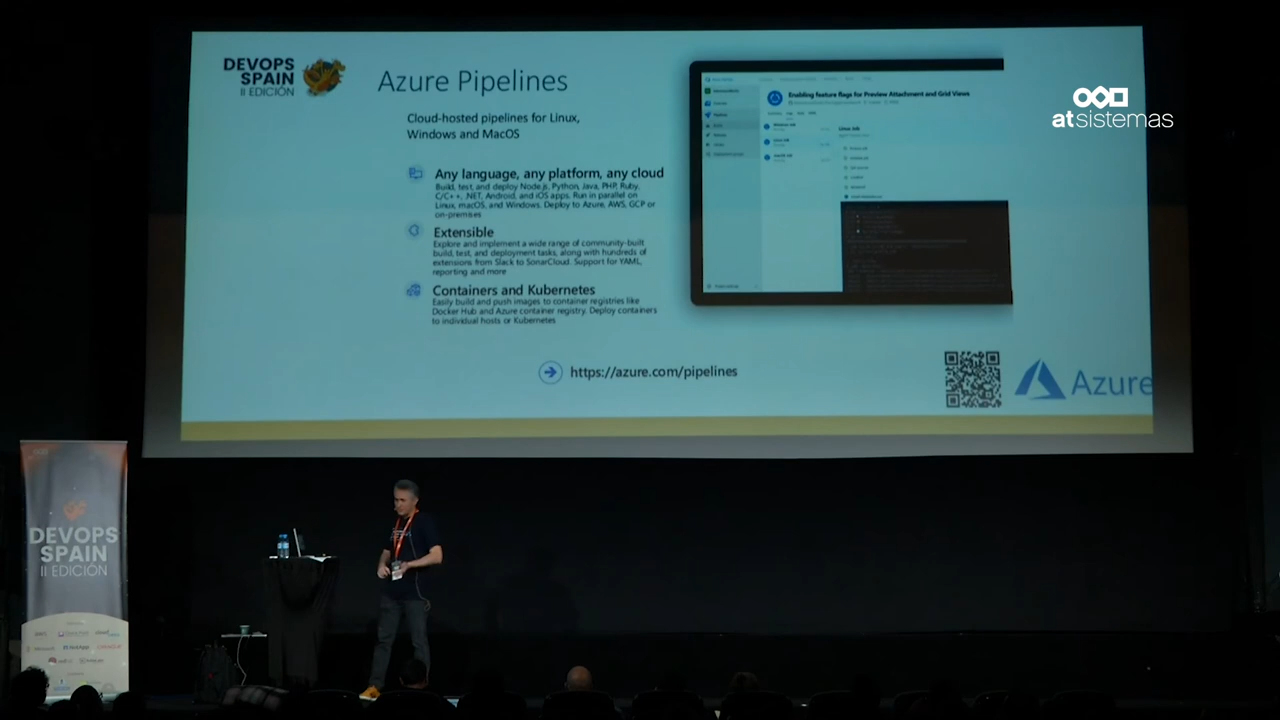 DEVOPS
SPAIN
II EDICIÓN
Azure Pipelines
Cloud-hosted pipelines for Linux,
Windows and MacOS
Any language, any platform, any cloud
Build, test, and deploy Node.js, Python, Java, PHP, Ruby,
C/C++, .NET, Android, and iOS apps. Run in parallel on
Linux, macOS, and Windows. Deploy to Azure, AWS, GCP or
on-premises
Extensible
Explore and implement a wide range of community-built
build, test, and deployment tasks, along with hundreds of
extensions from Slack to SonarCloud. Support for YAML,
reporting and more
Containers and Kubernetes
Easily build and push images to container registries like
Docker Hub and Azure container registry. Deploy containers
to individual hosts or Kubernetes
https://azure.com/pipelines
Enabling feature flags for Preview Attachment and Grid Views
Linux Job
Azure
atsistemas
DEVOPS
SPAIN
II EDICIÓN